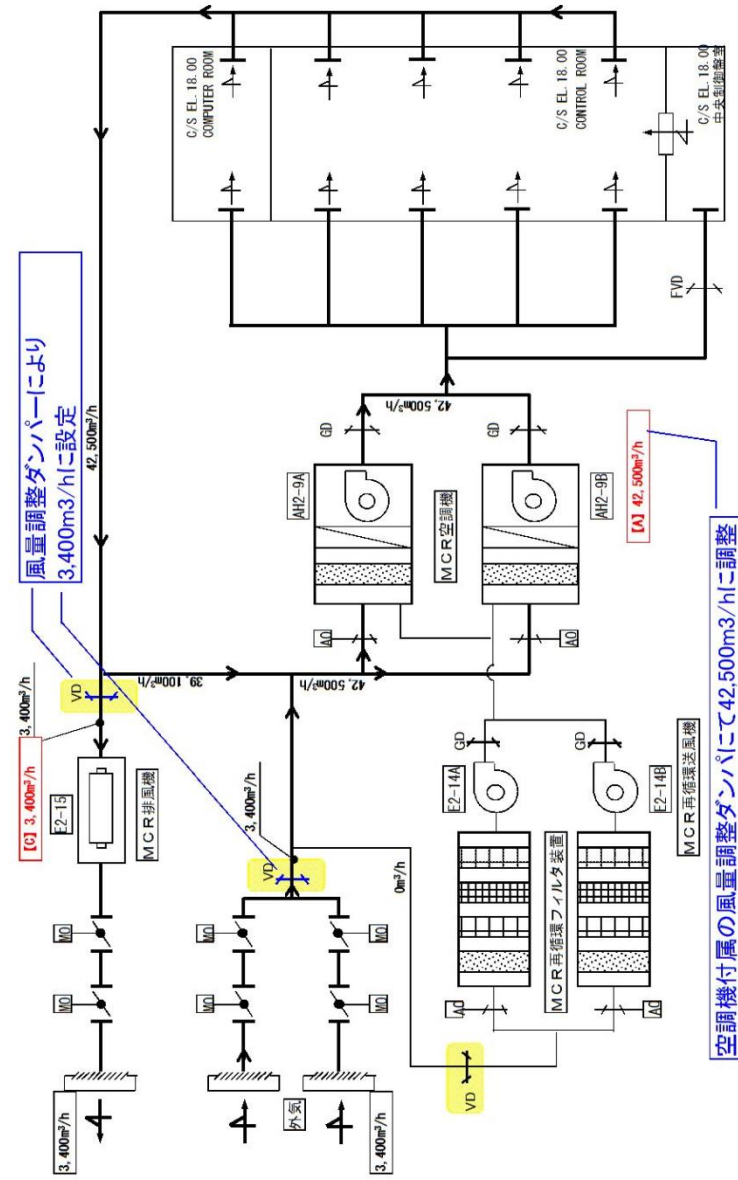 風量調整ダンパーにより
3,400m3/hに設定
42,500m³/h
C/S EL.18.00
COMPUTER ROOM
C/S EL.18.00
CONTROL ROOM
C/S EL.18.00
中央制御盤室
【C】3,400m³/h
3,400m³/h
VD
E2-15
MCR排風機
MO
MO
3,400m³/h
39,100m³/h
42,500m³/h
MO
MO
MO
MO
VD
3,400m³/h
外気
3,400m³/h
0m³/h
AH2-9A
GD
AO
MCR空調機
42,500m³/h
AH2-9B
GD
AO
FVD
【A】42,500m³/h
E2-14A
GD
AO
MCR再循環フィルタ装置
MCR再循環送風機
E2-14B
GD
AO
VD
空調機付属の風量調整ダンパにて42,500m3/hに調整